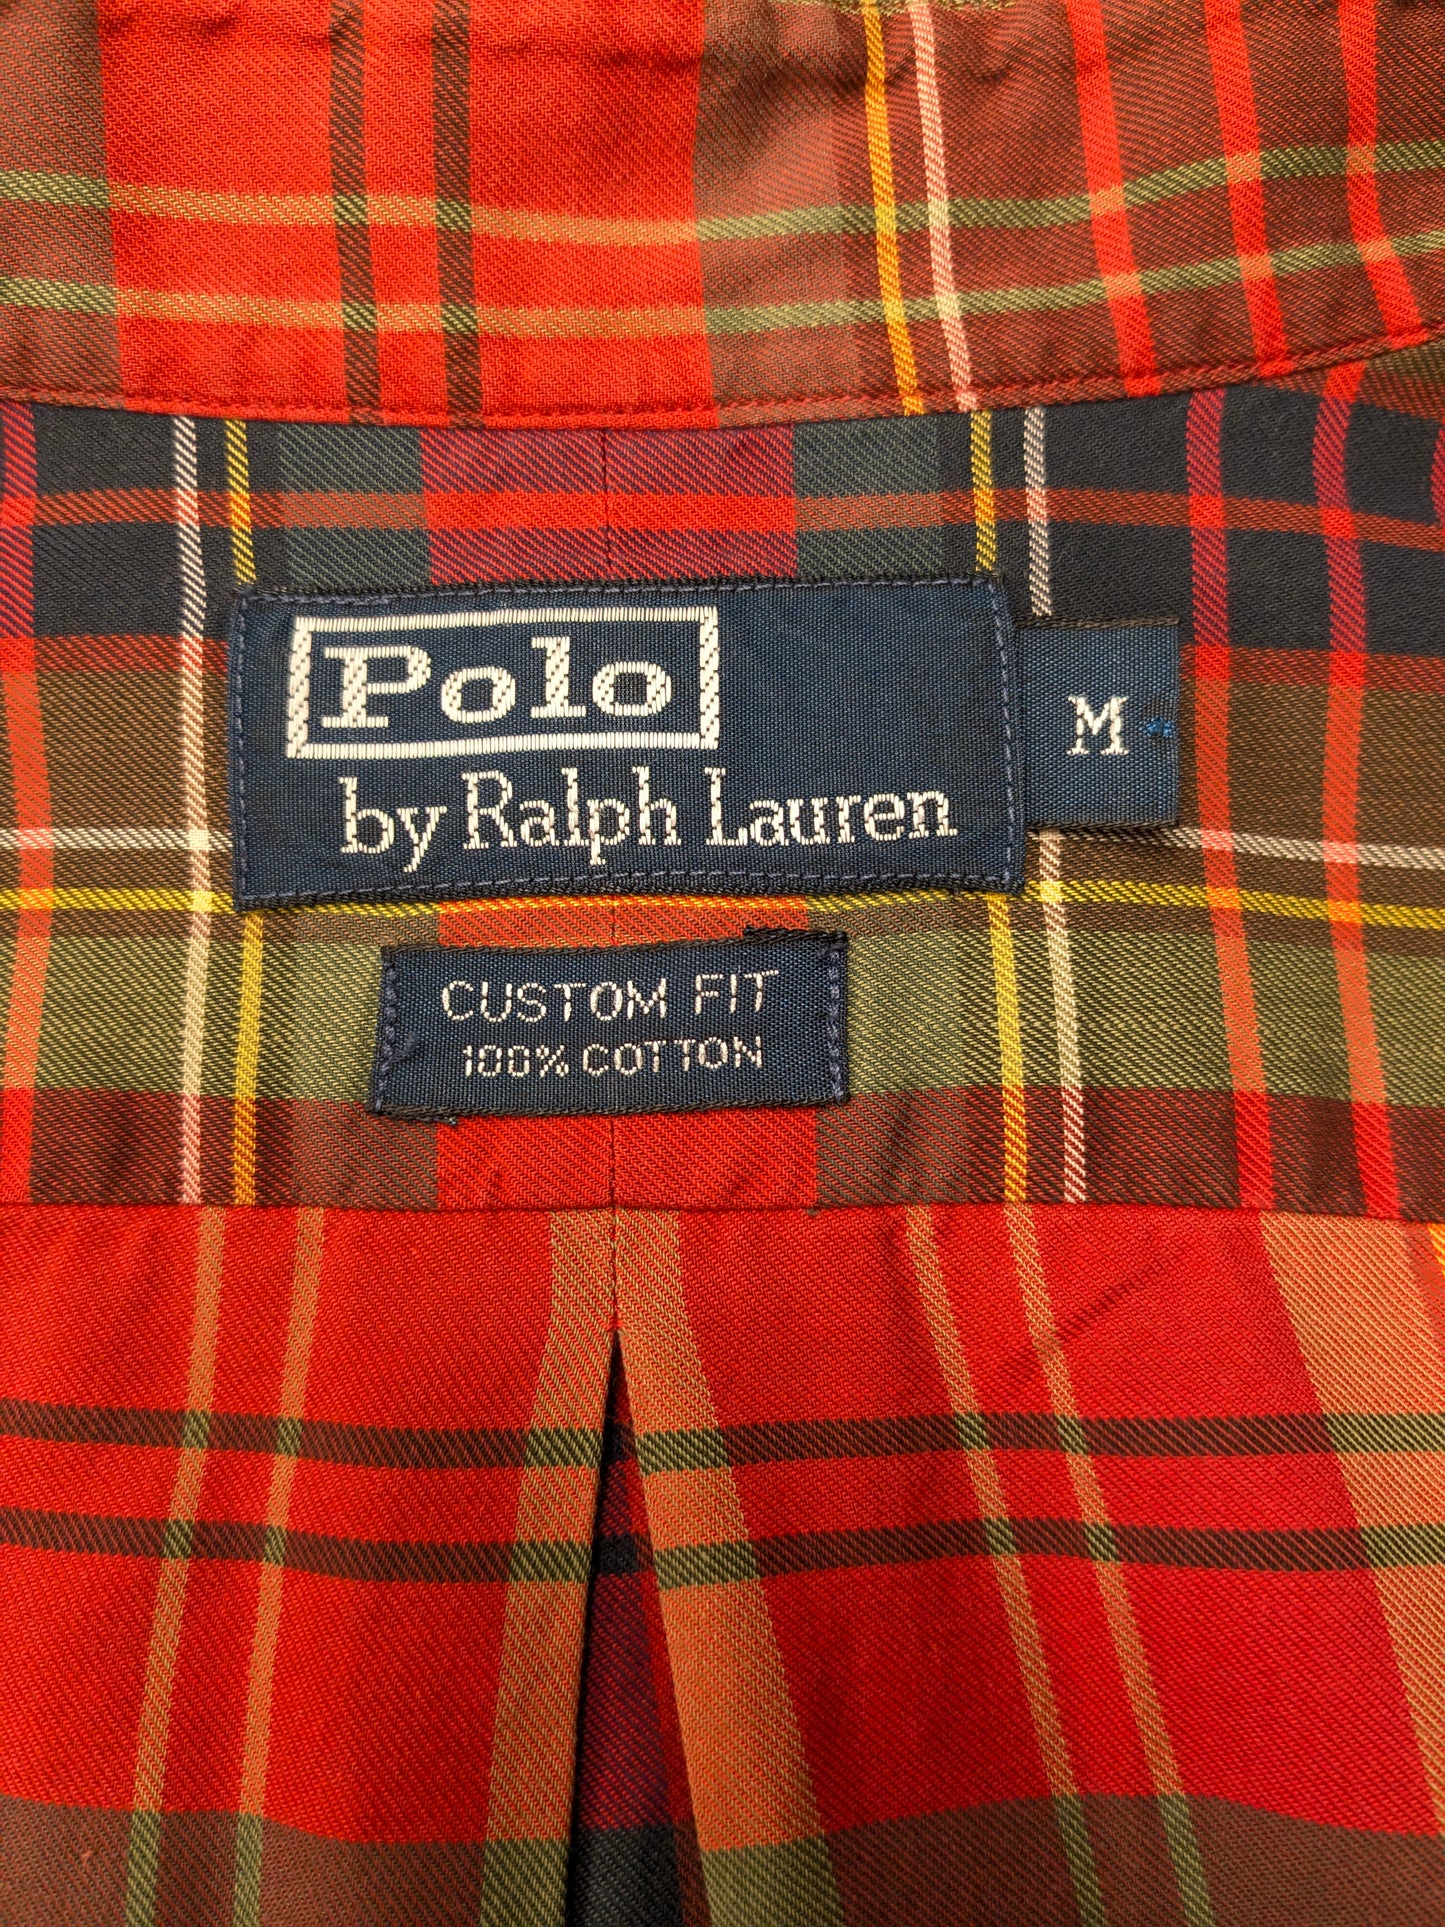 Polo
by Ralph Lauren
M
CUSTOM FIT
100% COTTON